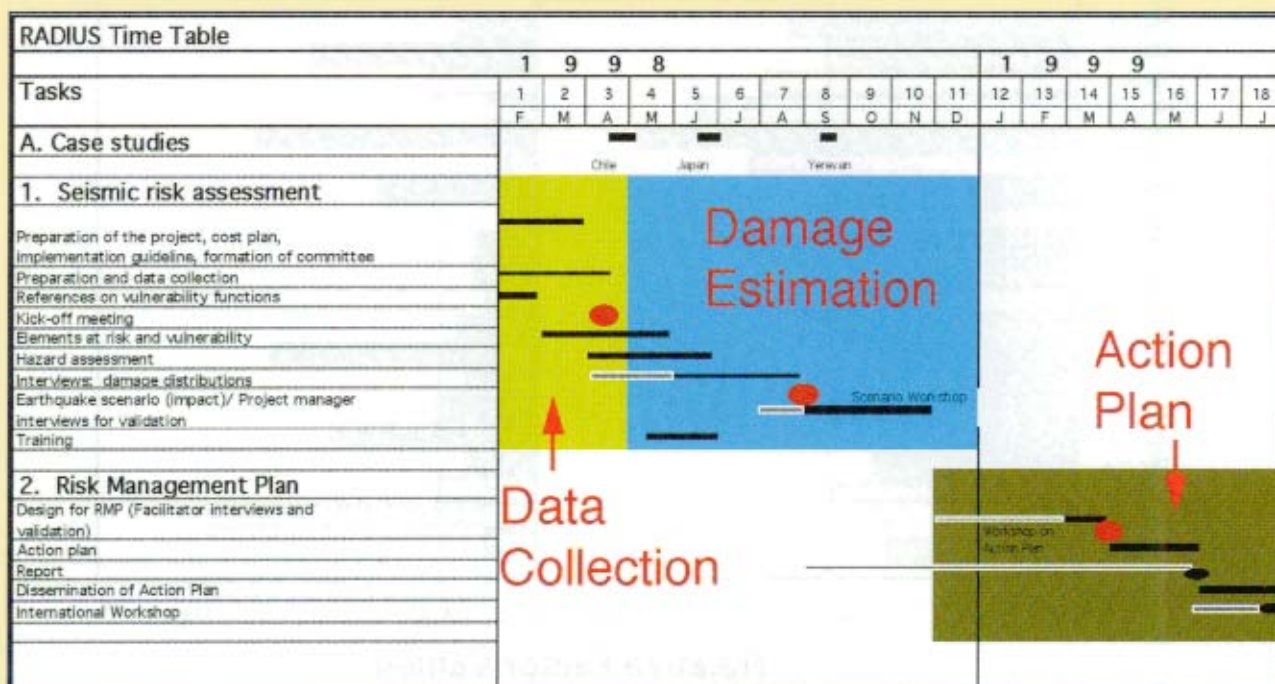 RADIUS Time Table
1 9 9 8 1 9 9 9
Tasks 1 2 3 4 5 6 7 8 9 10 11 12 13 14 15 16 17 18
F M A M J J A S O N D J F M A M J J
A. Case studies
Chile Japan Yerevan
1. Seismic risk assessment
Damage
Estimation
Preparation of the project, cost plan,
implementation guideline, formation of committee
Preparation and data collection
References on vulnerability functions
Kick-off meeting
Elements at risk and vulnerability
Hazard assessment
Interviews: damage distributions
Earthquake scenario (impact)/ Project manager
Scenario Workshop
interviews for validation
Training
Action
Plan
2. Risk Management Plan
Data
Collection
Design for RMP (Facilitator interviews and
validation)
Workshop on
Action Plan
Action plan
Report
Dissemination of Action Plan
International Workshop